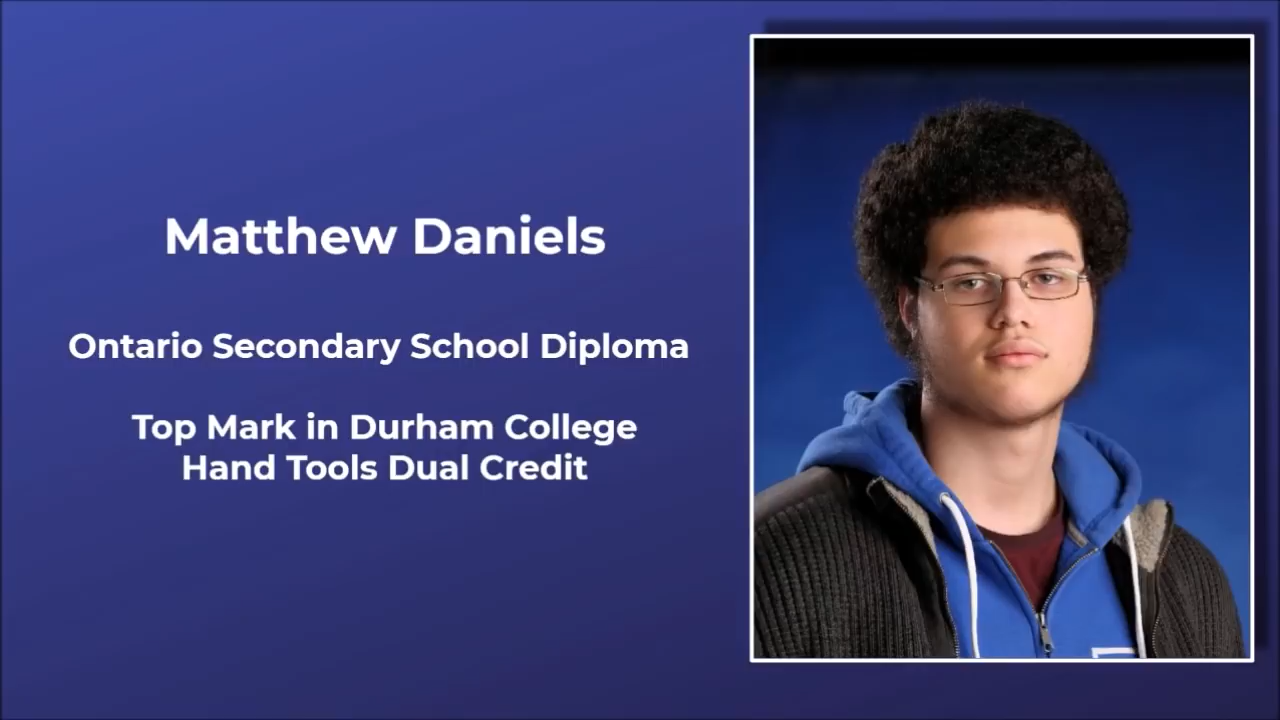 Matthew Daniels
Ontario Secondary School Diploma
Top Mark in Durham College
Hand Tools Dual Credit